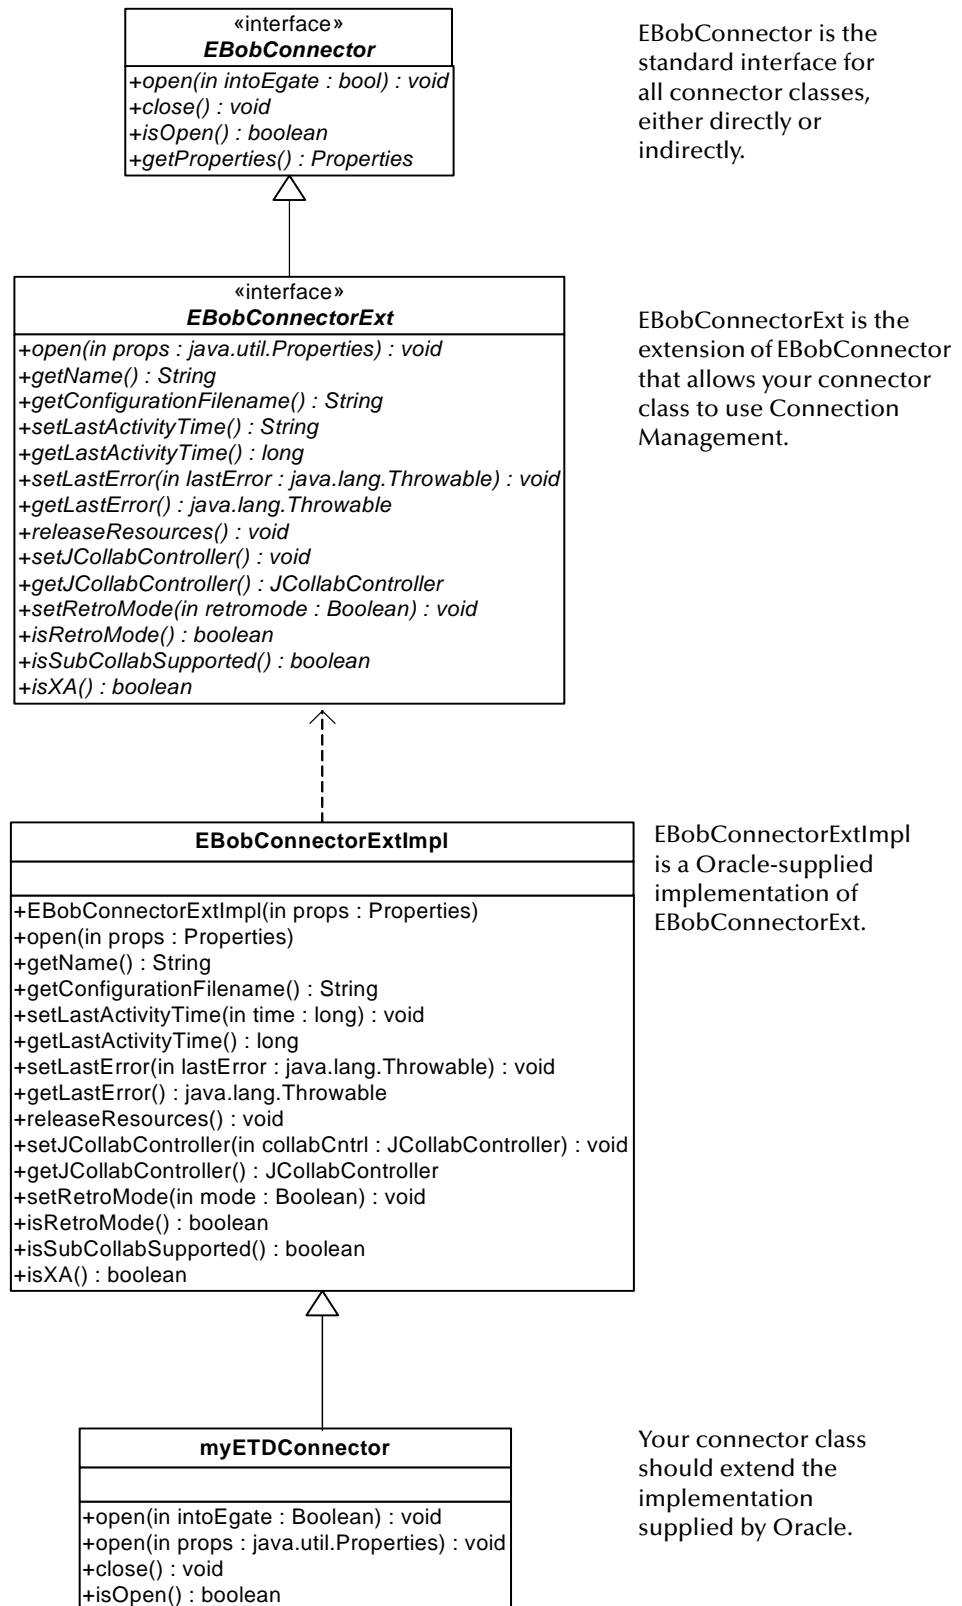 «interface»
EBobConnector
+open(in intoEgate : bool) : void
+close() : void
+isOpen() : boolean
+getProperties() : Properties
EBobConnector is the
standard interface for
all connector classes,
either directly or
indirectly.
«interface»
EBobConnectorExt
+open(in props : java.util.Properties) : void
+getName() : String
+getConfigurationFilename() : String
+setLastActivityTime() : String
+getLastActivityTime() : long
+setLastError(in lastError : java.lang.Throwable) : void
+getLastError() : java.lang.Throwable
+releaseResources() : void
+setJCollabController() : void
+getJCollabController() : JCollabController
+setRetroMode(in retromode : Boolean) : void
+isRetroMode() : boolean
+isSubCollabSupported() : boolean
+isXA() : boolean
EBobConnectorExt is the
extension of EBobConnector
that allows your connector
class to use Connection
Management.
EBobConnectorExtImpl
+EBobConnectorExtImpl(in props : Properties)
+open(in props : Properties)
+getName() : String
+getConfigurationFilename() : String
+setLastActivityTime(in time : long) : void
+getLastActivityTime() : long
+setLastError(in lastError : java.lang.Throwable) : void
+getLastError() : java.lang.Throwable
+releaseResources() : void
+setJCollabController(in collabCntrl : JCollabController) : void
+getJCollabController() : JCollabController
+setRetroMode(in mode : Boolean) : void
+isRetroMode() : boolean
+isSubCollabSupported() : boolean
+isXA() : boolean
EBobConnectorExtImpl
is a Oracle-supplied
implementation of
EBobConnectorExt.
myETDConnector
+open(in intoEgate : Boolean) : void
+open(in props : java.util.Properties) : void
+close() : void
+isOpen() : boolean
Your connector class
should extend the
implementation
supplied by Oracle.